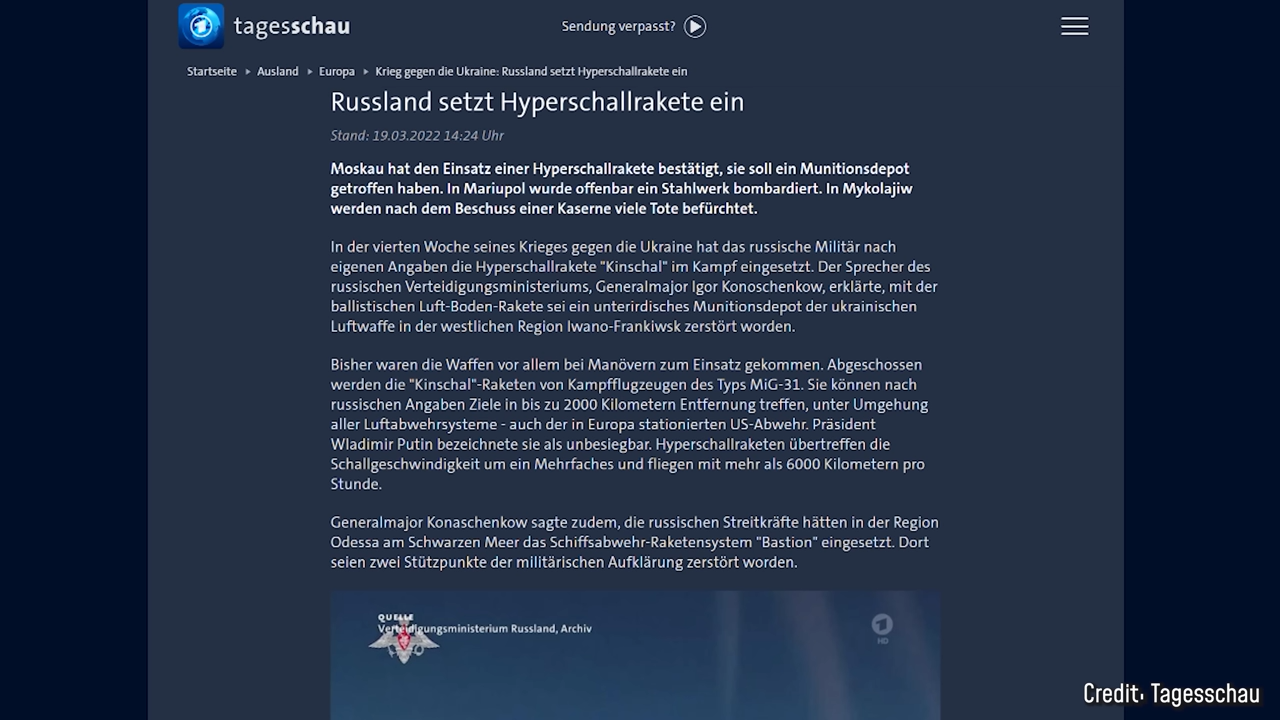 tagesschau
Sendung verpasst?
Startseite ▸ Ausland ▸ Europa ▸ Krieg gegen die Ukraine: Russland setzt Hyperschallrakete ein
Russland setzt Hyperschallrakete ein
Stand: 19.03.2022 14:24 Uhr
Moskau hat den Einsatz einer Hyperschallrakete bestätigt, sie soll ein Munitionsdepot
getroffen haben. In Mariupol wurde offenbar ein Stahlwerk bombardiert. In Mykolajiw
werden nach dem Beschuss einer Kaserne viele Tote befürchtet.
In der vierten Woche seines Krieges gegen die Ukraine hat das russische Militär nach
eigenen Angaben die Hyperschallrakete "Kinschal" im Kampf eingesetzt. Der Sprecher des
russischen Verteidigungsministeriums, Generalmajor Igor Konoschenkow, erklärte, mit der
ballistischen Luft-Boden-Rakete sei ein unterirdisches Munitionsdepot der ukrainischen
Luftwaffe in der westlichen Region Iwano-Frankiwsk zerstört worden.
Bisher waren die Waffen vor allem bei Manövern zum Einsatz gekommen. Abgeschossen
werden die "Kinschal"-Raketen von Kampfflugzeugen des Typs MiG-31. Sie können nach
russischen Angaben Ziele in bis zu 2000 Kilometern Entfernung treffen, unter Umgehung
aller Luftabwehrsysteme - auch der in Europa stationierten US-Abwehr. Präsident
Wladimir Putin bezeichnete sie als unbesiegbar. Hyperschallraketen übertreffen die
Schallgeschwindigkeit um ein Mehrfaches und fliegen mit mehr als 6000 Kilometern pro
Stunde.
Generalmajor Konaschenkow sagte zudem, die russischen Streitkräfte hätten in der Region
Odessa am Schwarzen Meer das Schiffsabwehr-Raketensystem "Bastion" eingesetzt. Dort
seien zwei Stützpunkte der militärischen Aufklärung zerstört worden.
QUELLE
Verteidigungsministerium Russland, Archiv
HD
Credit: Tagesschau